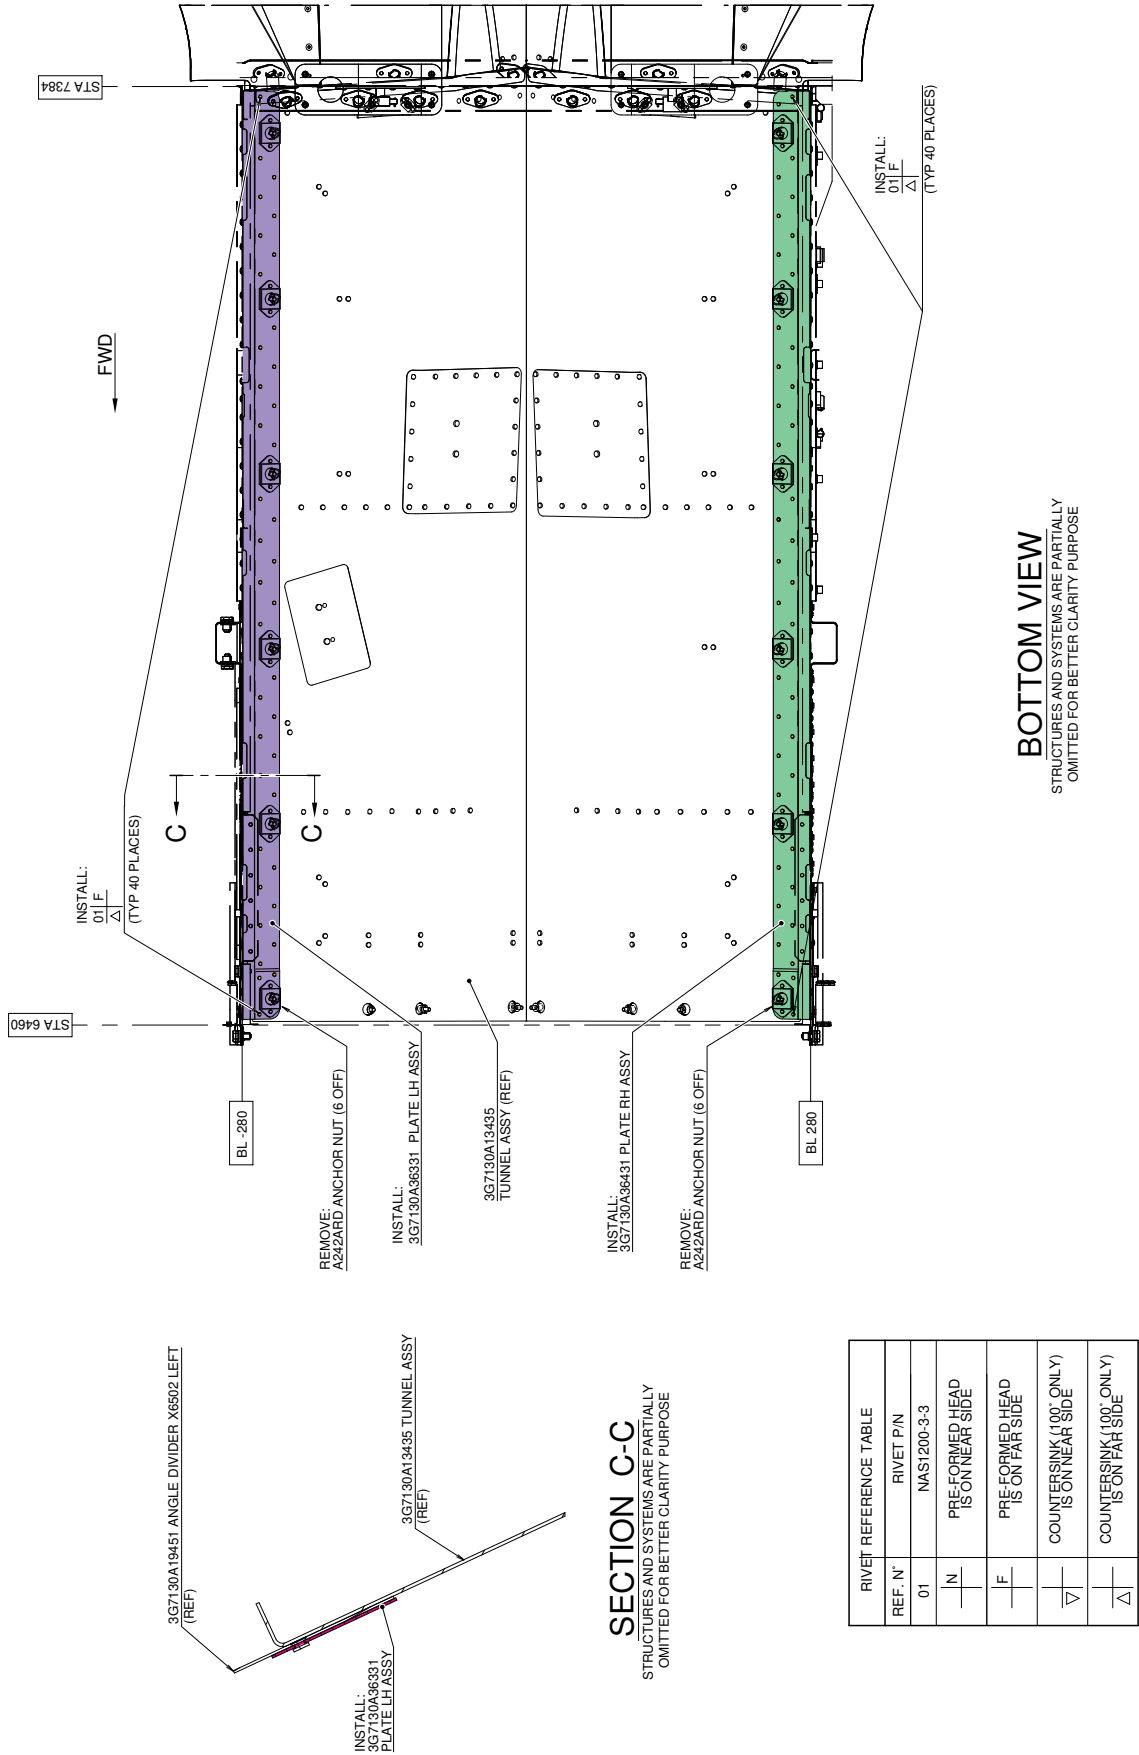 STA 7384
FWD
INSTALL:
01 F
(TYP 40 PLACES)
INSTALL:
01 F
(TYP 40 PLACES)
C
C
STA 6460
BL -280
BL 280
REMOVE:
A242ARD ANCHOR NUT (6 OFF)
INSTALL:
3G7130A36331 PLATE LH ASSY
3G7130A13435
TUNNEL ASSY (REF)
INSTALL:
3G7130A36431 PLATE RH ASSY
REMOVE:
A242ARD ANCHOR NUT (6 OFF)
BOTTOM VIEW
STRUCTURES AND SYSTEMS ARE PARTIALLY
OMITTED FOR BETTER CLARITY PURPOSE
3G7130A19451 ANGLE DIVIDER X6502 LEFT
(REF)
3G7130A13435 TUNNEL ASSY
(REF)
INSTALL:
3G7130A36331
PLATE LH ASSY
SECTION C-C
STRUCTURES AND SYSTEMS ARE PARTIALLY
OMITTED FOR BETTER CLARITY PURPOSE
RIVET REFERENCE TABLE
REF. N° RIVET P/N
01 NAS1200-3-3
N PRE-FORMED HEAD
IS ON NEAR SIDE
F PRE-FORMED HEAD
IS ON FAR SIDE
COUNTERSINK (100° ONLY)
IS ON NEAR SIDE
COUNTERSINK (100° ONLY)
IS ON FAR SIDE